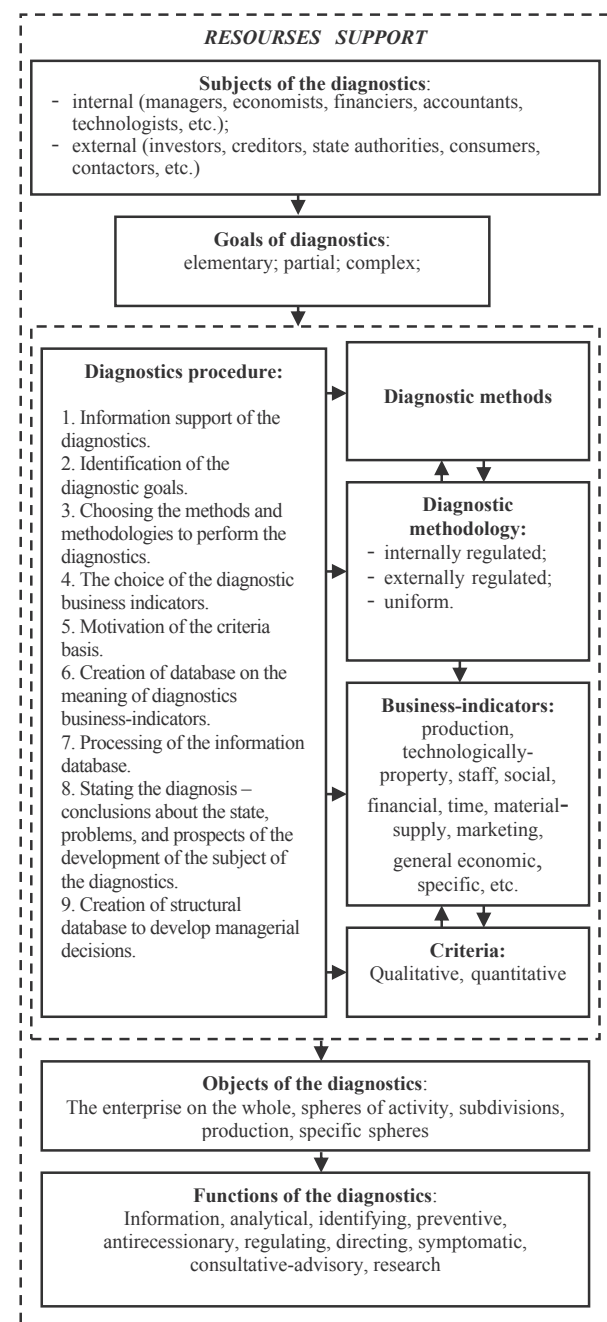 RESOURSES SUPPORT
Subjects of the diagnostics:
- internal (managers, economists, financiers, accountants,
technologists, etc.);
- external (investors, creditors, state authorities, consumers,
contactors, etc.)
Goals of diagnostics:
elementary; partial; complex;
Diagnostics procedure:
1. Information support of the
diagnostics.
2. Identification of the
diagnostic goals.
3. Choosing the methods and
methodologies to perform the
diagnostics.
4. The choice of the diagnostic
business indicators.
5. Motivation of the criteria
basis.
6. Creation of database on the
meaning of diagnostics
business-indicators.
7. Processing of the information
database.
8. Stating the diagnosis –
conclusions about the state,
problems, and prospects of the
development of the subject of
the diagnostics.
9. Creation of structural
database to develop managerial
decisions.
Diagnostic methods
Diagnostic
methodology:
- internally regulated;
- externally regulated;
- uniform.
Business-indicators:
production,
technologically-
property, staff, social,
financial, time, material-
supply, marketing,
general economic,
specific, etc.
Criteria:
Qualitative, quantitative
Objects of the diagnostics:
The enterprise on the whole, spheres of activity, subdivisions,
production, specific spheres
Functions of the diagnostics:
Information, analytical, identifying, preventive,
antirecessionary, regulating, directing, symptomatic,
consultative-advisory, research